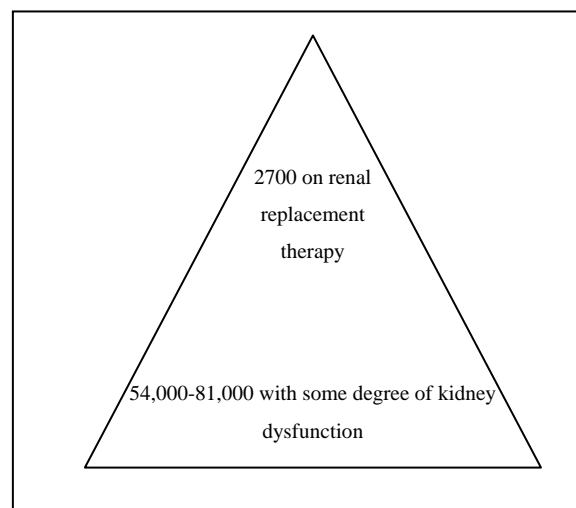 2700 on renal
replacement
therapy
54,000-81,000 with some degree of kidney
dysfunction